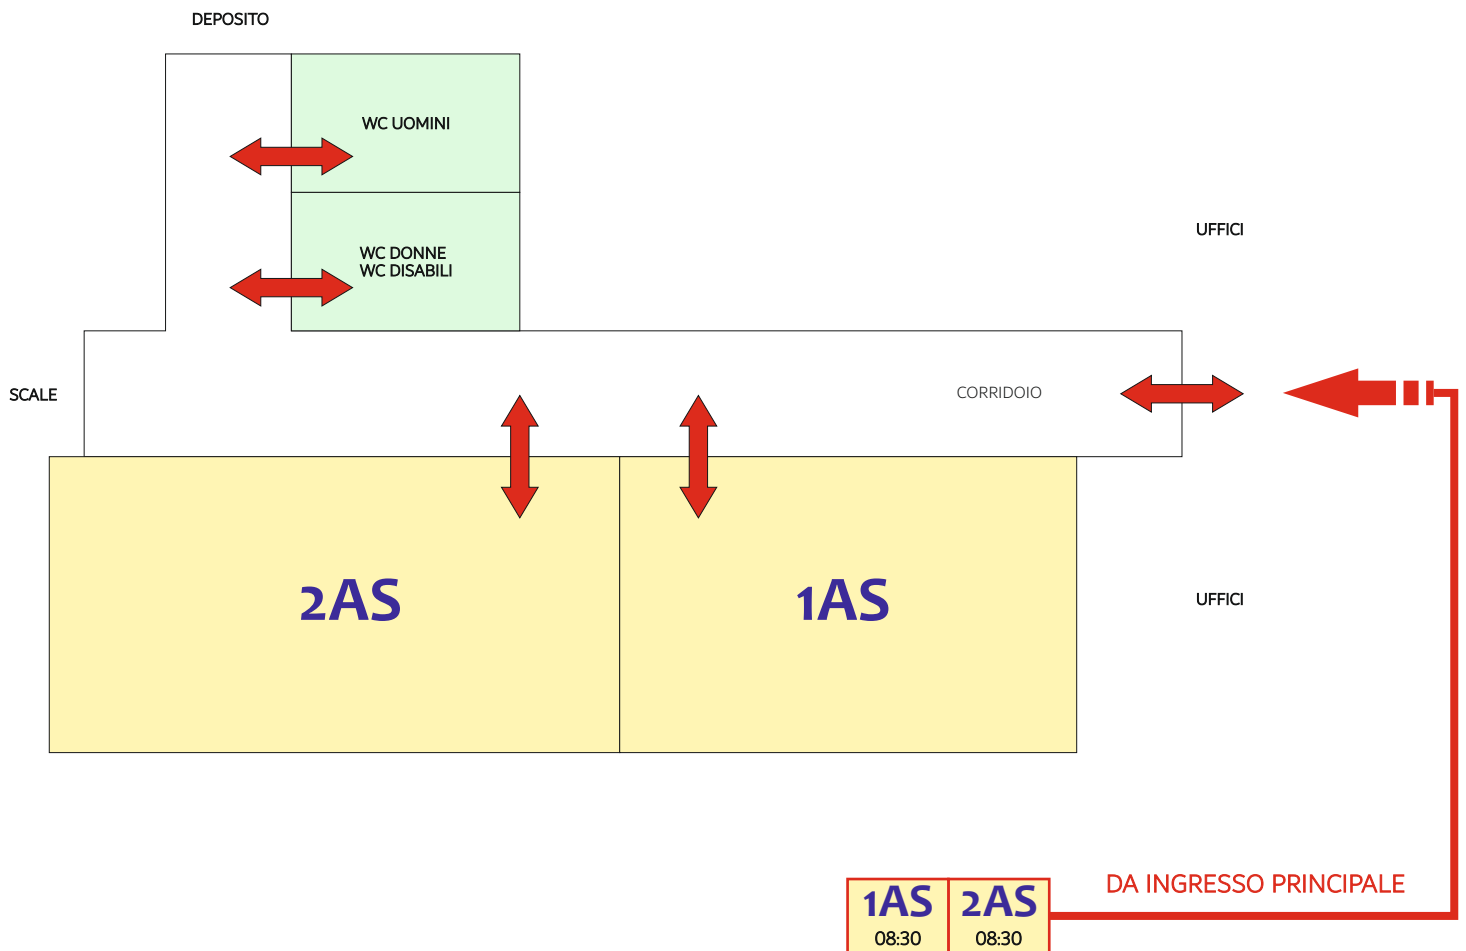 DEPOSITO
WC UOMINI
WC DONNE
WC DISABILI
UFFICI
SCALE
CORRIDOIO
2AS
1AS
UFFICI
DA INGRESSO PRINCIPALE
1AS
08:30
2AS
08:30